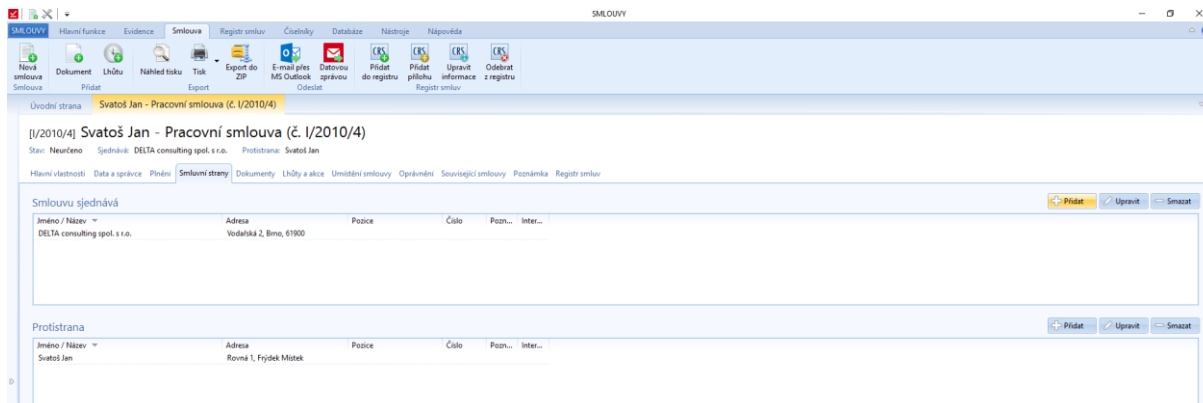 SMLOUVY
SMLOUVY Hlavní funkce Evidence Smlouva Registr smluv Číselníky Databáze Nástroje Nápověda
Nová smlouva Dokument Lhůtu Náhled tisku Tisk Export do ZIP E-mail přes MS Outlook Datovou zprávou Přidat do registru Přidat přílohu Upravit informace Odebrat z registru
Smlouva Přidat Export Odeslat Registr smluv
Úvodní strana Svatoš Jan - Pracovní smlouva (č. I/2010/4)
[I/2010/4] Svatoš Jan - Pracovní smlouva (č. I/2010/4)
Stav: Neurčeno Sjednává: DELTA consulting spol. s r.o. Protistrana: Svatoš Jan
Hlavní vlastnosti Data a správce Plnění Smluvní strany Dokumenty Lhůty a akce Umístění smlouvy Oprávnění Související smlouvy Poznámka Registr smluv
Smlouvu sjednává Přidat Upravit Smazat
Jméno / Název Adresa Pozice Číslo Pozn... Inter...
DELTA consulting spol. s r.o. Vodařská 2, Brno, 61900
Protistrana Přidat Upravit Smazat
Jméno / Název Adresa Pozice Číslo Pozn... Inter...
Svatoš Jan Rovná 1, Frýdek Místek